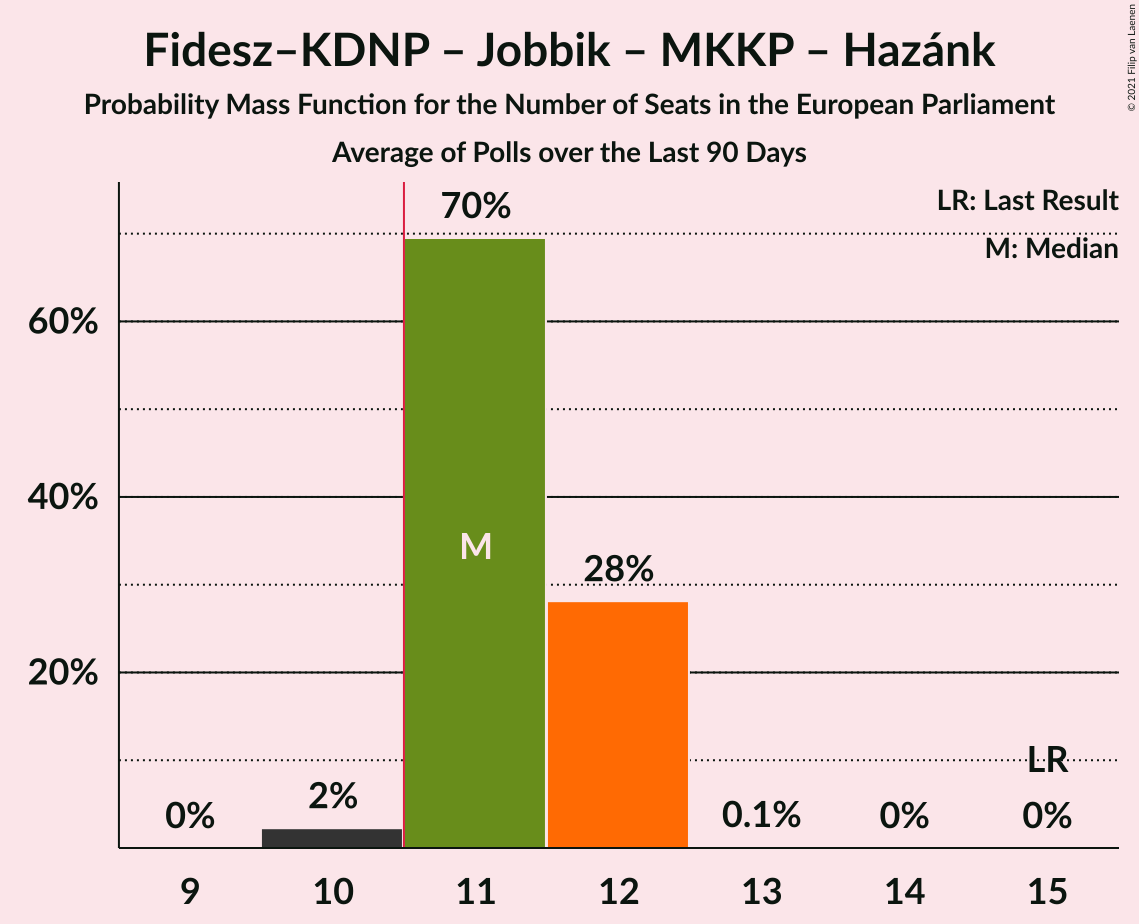 Fidesz–KDNP – Jobbik – MKKP – Hazánk
Probability Mass Function for the Number of Seats in the European Parliament
Average of Polls over the Last 90 Days
© 2021 Filip van Laenen
LR: Last Result
M: Median
70%
60%
M
28%
40%
20%
LR
0%
2%
0.1%
0%
0%
9
10
11
12
13
14
15